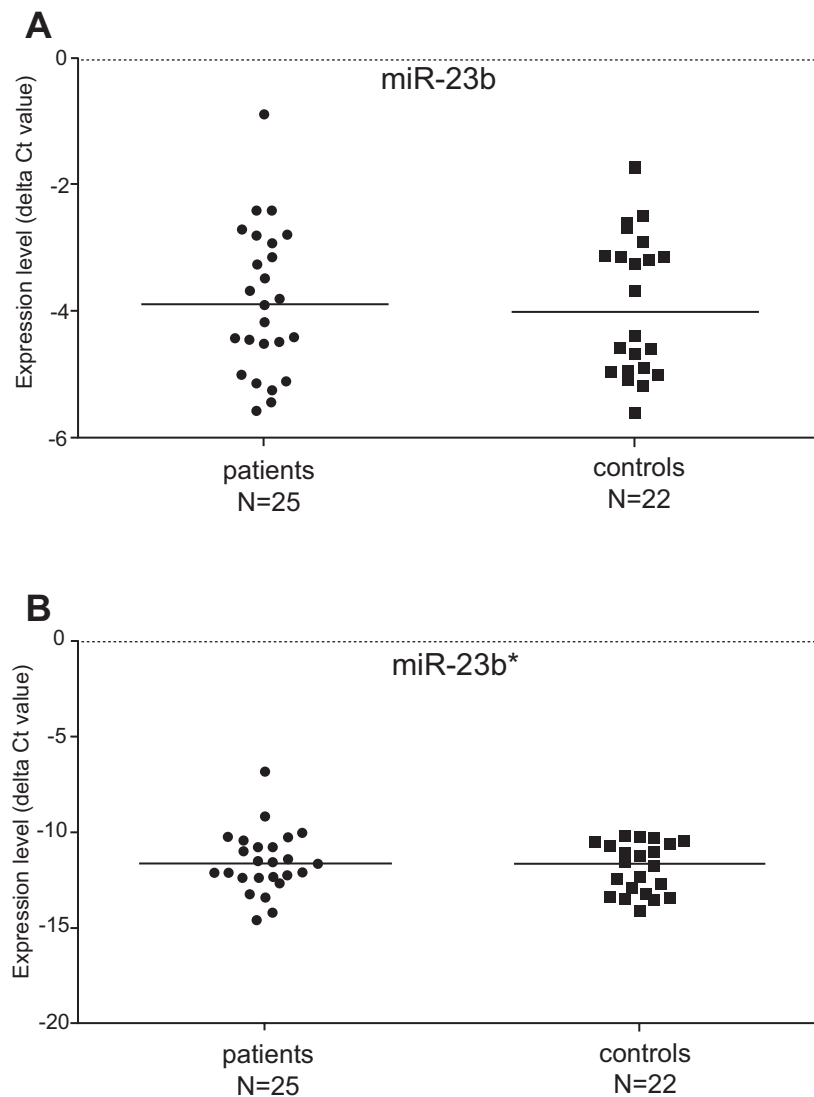 A
miR-23b
Expression level (delta Ct value)
0
-2
-4
-6
patients
N=25
controls
N=22
B
miR-23b*
Expression level (delta Ct value)
0
-5
-10
-15
-20
patients
N=25
controls
N=22